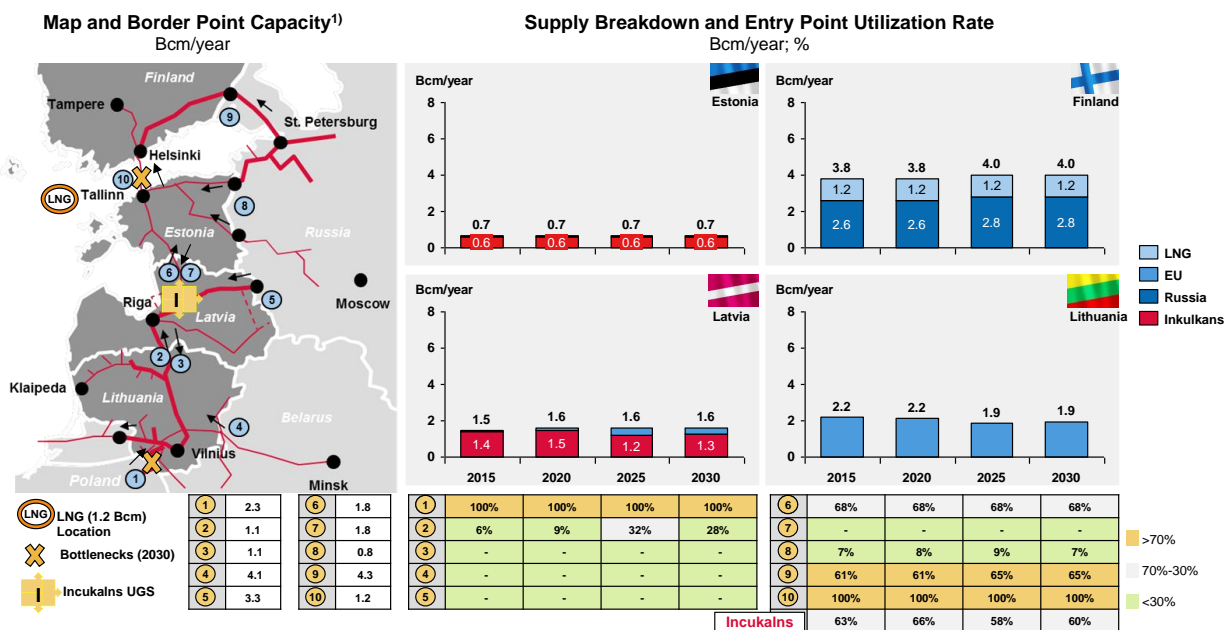 Map and Border Point Capacity1)
Bcm/year
Supply Breakdown and Entry Point Utilization Rate
Bcm/year; %
Finland
Tampere
9
St. Petersburg
Helsinki
10
LNG
Tallinn
8
Estonia
Russia
6 7
Riga
I
5
Moscow
Latvia
2 3
Klaipeda
Lithuania
Belarus
4
Vilnius
Poland
1
Minsk
Bcm/year
Estonia
8
6
4
2
0
0.7 0.7 0.7 0.7
0.6 0.6 0.6 0.6
Bcm/year
Finland
8
6
4
2
0
3.8 3.8 4.0 4.0
1.2 1.2 1.2 1.2
2.6 2.6 2.8 2.8
Bcm/year
Latvia
8
6
4
2
0
1.5 1.6 1.6 1.6
1.4 1.5 1.2 1.3
2015 2020 2025 2030
Bcm/year
Lithuania
8
6
4
2
0
2.2 2.2 1.9 1.9
2015 2020 2025 2030
LNG
EU
Russia
Inkulkans
LNG LNG (1.2 Bcm)
Location
Bottlenecks (2030)
I Incukalns UGS
1 2.3
2 1.1
3 1.1
4 4.1
5 3.3
6 1.8
7 1.8
8 0.8
9 4.3
10 1.2
1 100% 100% 100% 100%
2 6% 9% 32% 28%
3 - - - -
4 - - - -
5 - - - -
6 68% 68% 68% 68%
7 - - - -
8 7% 8% 9% 7%
9 61% 61% 65% 65%
10 100% 100% 100% 100%
Incukalns 63% 66% 58% 60%
>70%
70%-30%
<30%